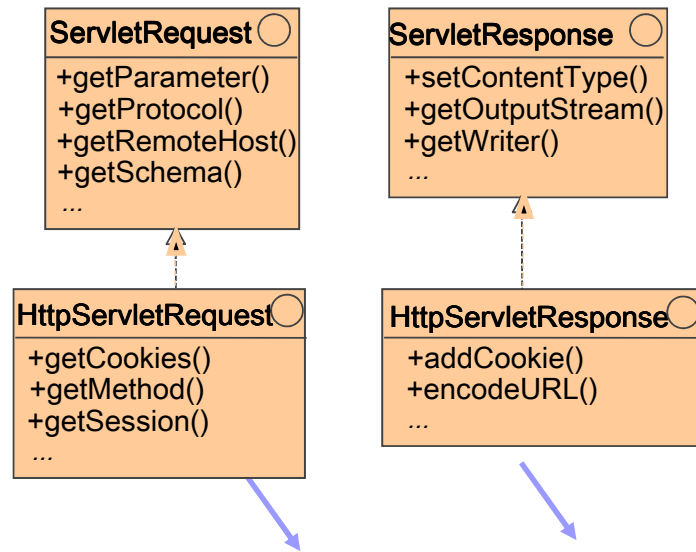 ServletRequest
+getParameter()
+getProtocol()
+getRemoteHost()
+getSchema()
...
ServletResponse
+setContentType()
+getOutputStream()
+getWriter()
...
HttpServletRequest
+getCookies()
+getMethod()
+getSession()
...
HttpServletResponse
+addCookie()
+encodeURL()
...